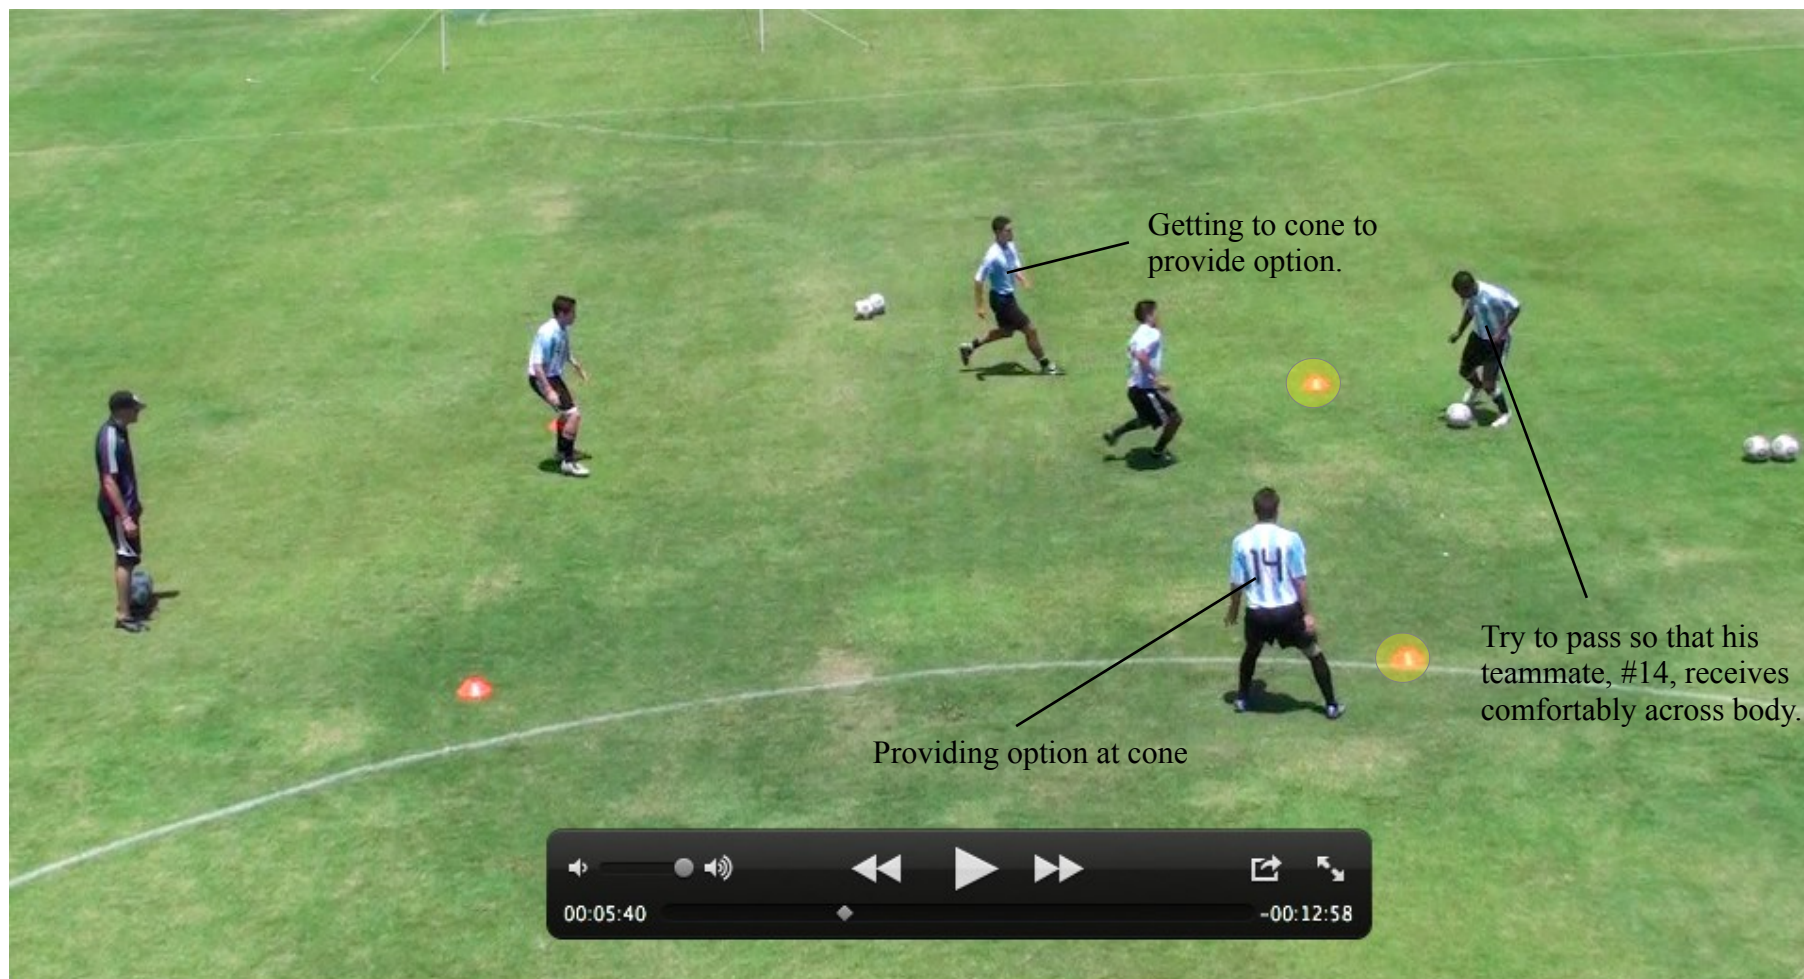 Getting to cone to
provide option.
14
Try to pass so that his
teammate, #14, receives
comfortably across body.
Providing option at cone
00:05:40
-00:12:58